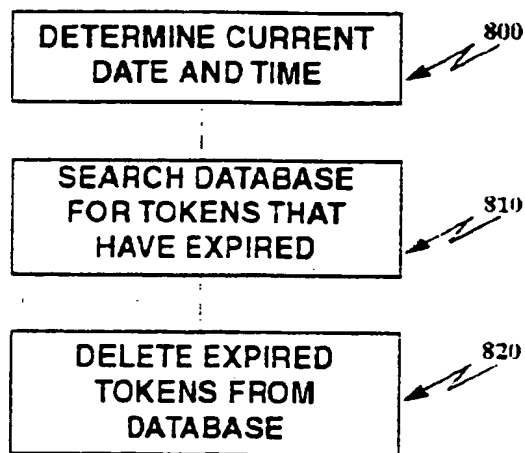 DETERMINE CURRENT
DATE AND TIME
800
SEARCH DATABASE
FOR TOKENS THAT
HAVE EXPIRED
810
DELETE EXPIRED
TOKENS FROM
DATABASE
820